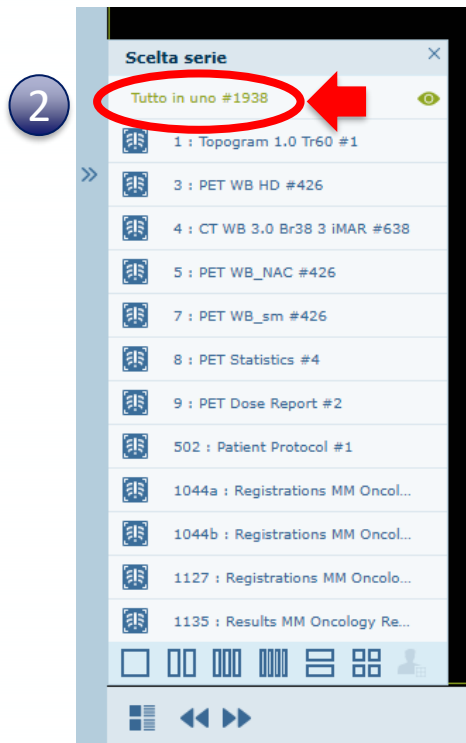 Scelta serie
2
Tutto in uno #1938
1 : Topogram 1.0 Tr60 #1
3 : PET WB HD #426
4 : CT WB 3.0 Br38 3 iMAR #638
5 : PET WB_NAC #426
7 : PET WB_sm #426
8 : PET Statistics #4
9 : PET Dose Report #2
502 : Patient Protocol #1
1044a : Registrations MM Oncol...
1044b : Registrations MM Oncol...
1127 : Registrations MM Oncolo...
1135 : Results MM Oncology Re...